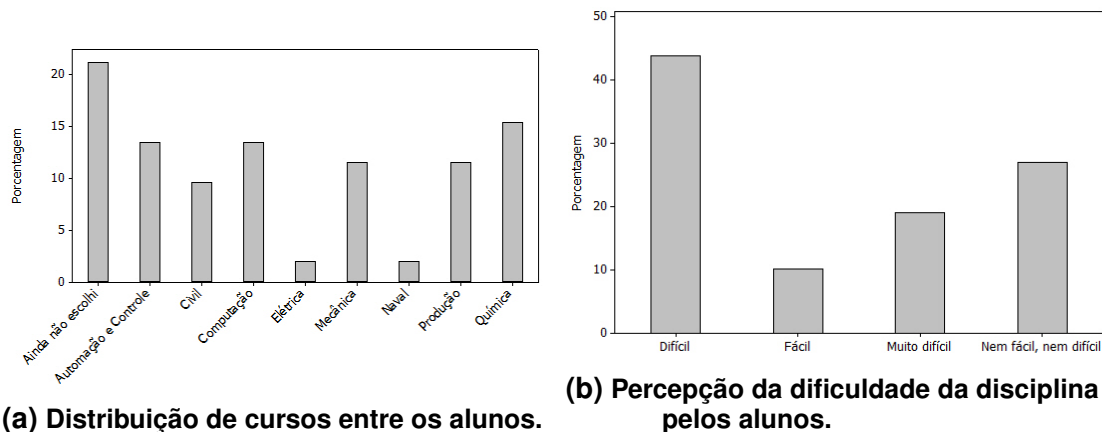 Porcentagem
20
15
10
5
0
Ainda não escolhi
Automação e Controle
Civil
Computação
Elétrica
Mecânica
Naval
Produção
Química
(a) Distribuição de cursos entre os alunos.
Porcentagem
50
40
30
20
10
0
Difícil
Fácil
Muito difícil
Nem fácil, nem difícil
(b) Percepção da dificuldade da disciplina
pelos alunos.